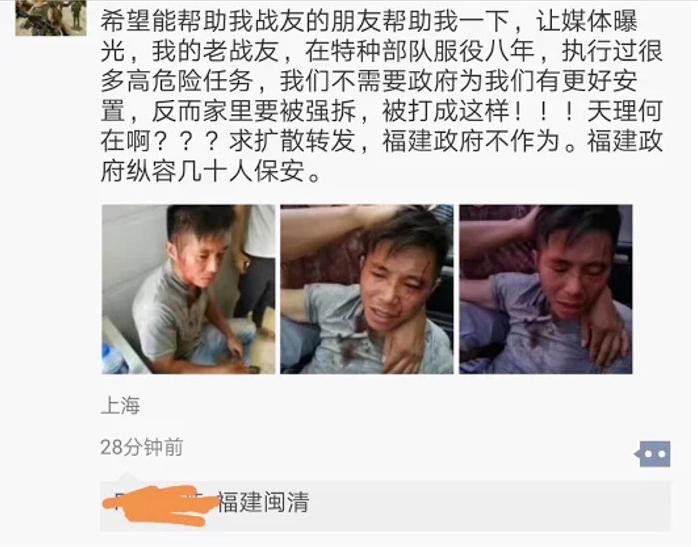 希望能帮助我战友的朋友帮助我一下，让媒体曝
光，我的老战友，在特种部队服役八年，执行过很
多高危险任务，我们不需要政府为我们有更好安
置，反而家里要被强拆，被打成这样！！！天理何
在啊？？？求扩散转发，福建政府不作为。福建政
府纵容几十人保安。
上海
28分钟前
福建闽清